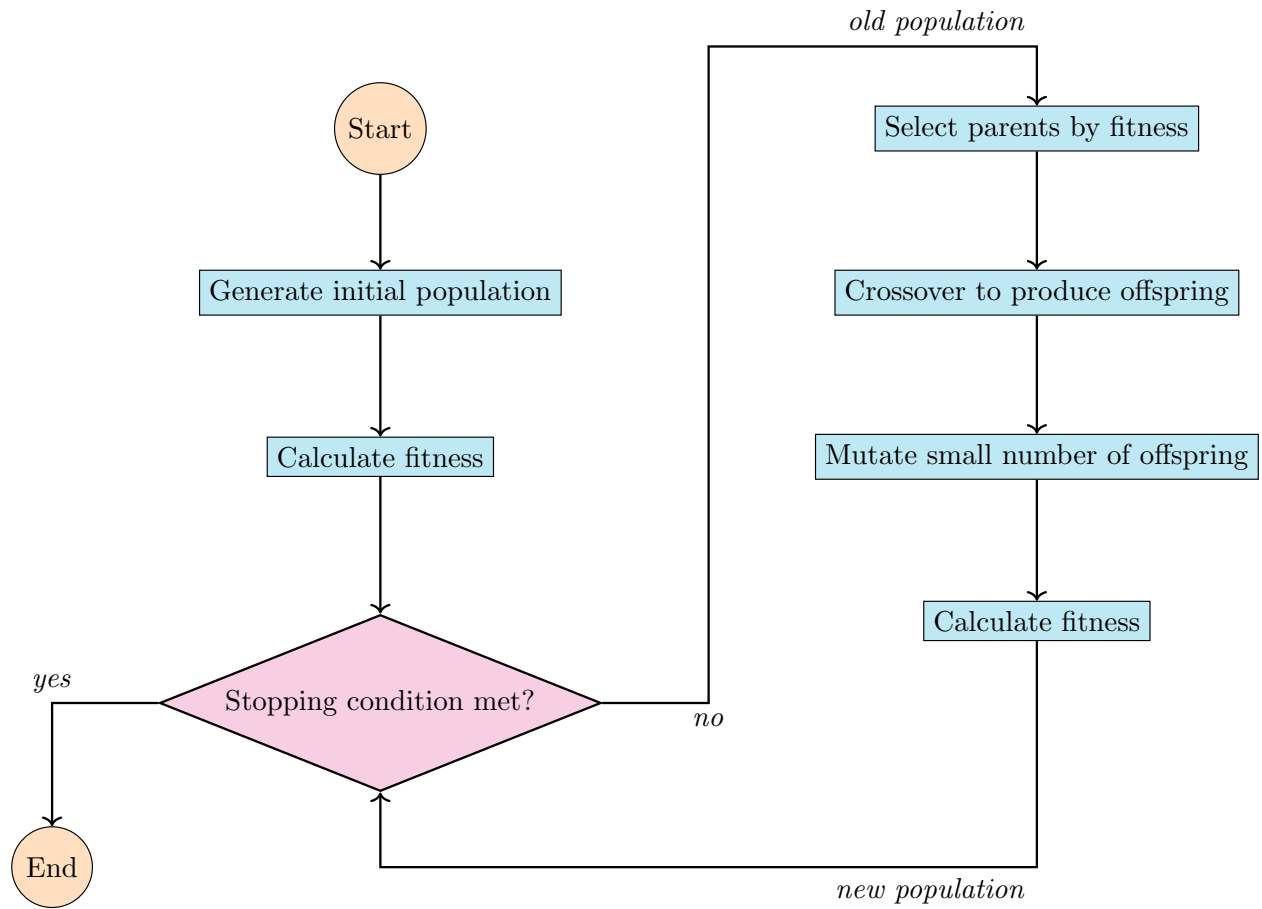 Start
Generate initial population
Calculate fitness
Stopping condition met?
yes
End
no
old population
Select parents by fitness
Crossover to produce offspring
Mutate small number of offspring
Calculate fitness
new population